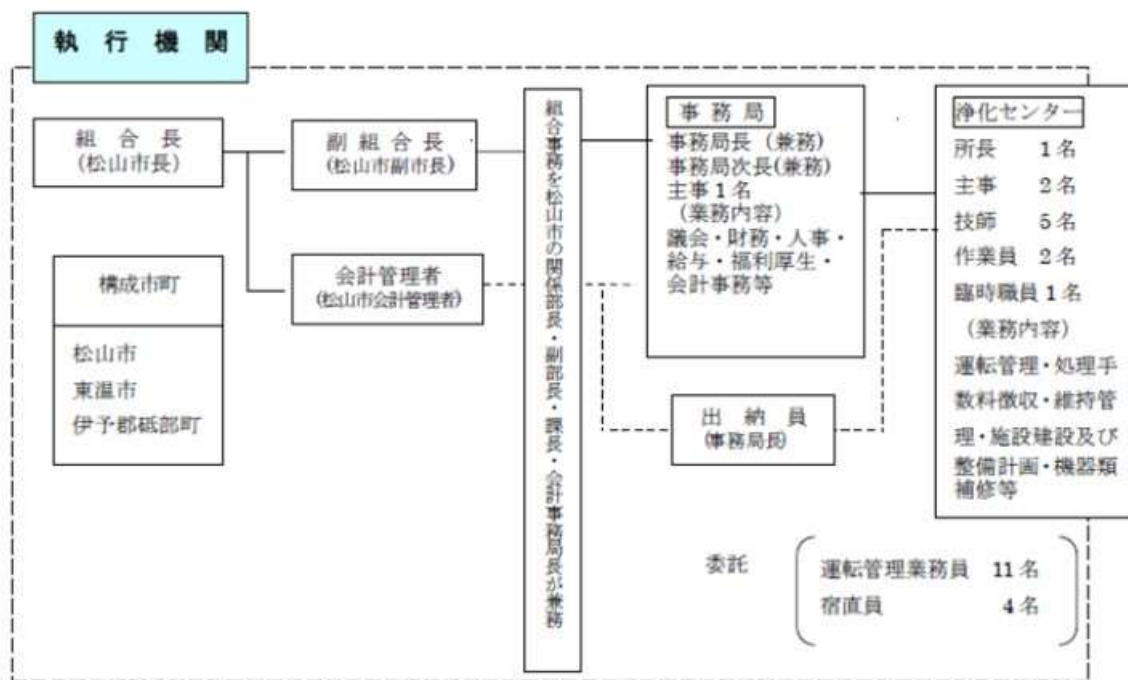 執行機関
組合長
(松山市長)
副組合長
(松山市副市長)
会計管理者
(松山市会計管理者)
構成市町
松山市
東温市
伊予郡砥部町
組合事務を松山市の関係部長・副部長・課長・会計事務局長が兼務
事務局
事務局長 (兼務)
事務局次長(兼務)
主事1名
(業務内容)
議会・財務・人事・
給与・福利厚生・
会計事務等
出納員
(事務局長)
浄化センター
所長 1名
主事 2名
技師 5名
作業員 2名
臨時職員1名
(業務内容)
運転管理・処理手
数料徴収・維持管
理・施設建設及び
整備計画・機器類
補修等
委託
運転管理業務員 11名
宿直員 4名